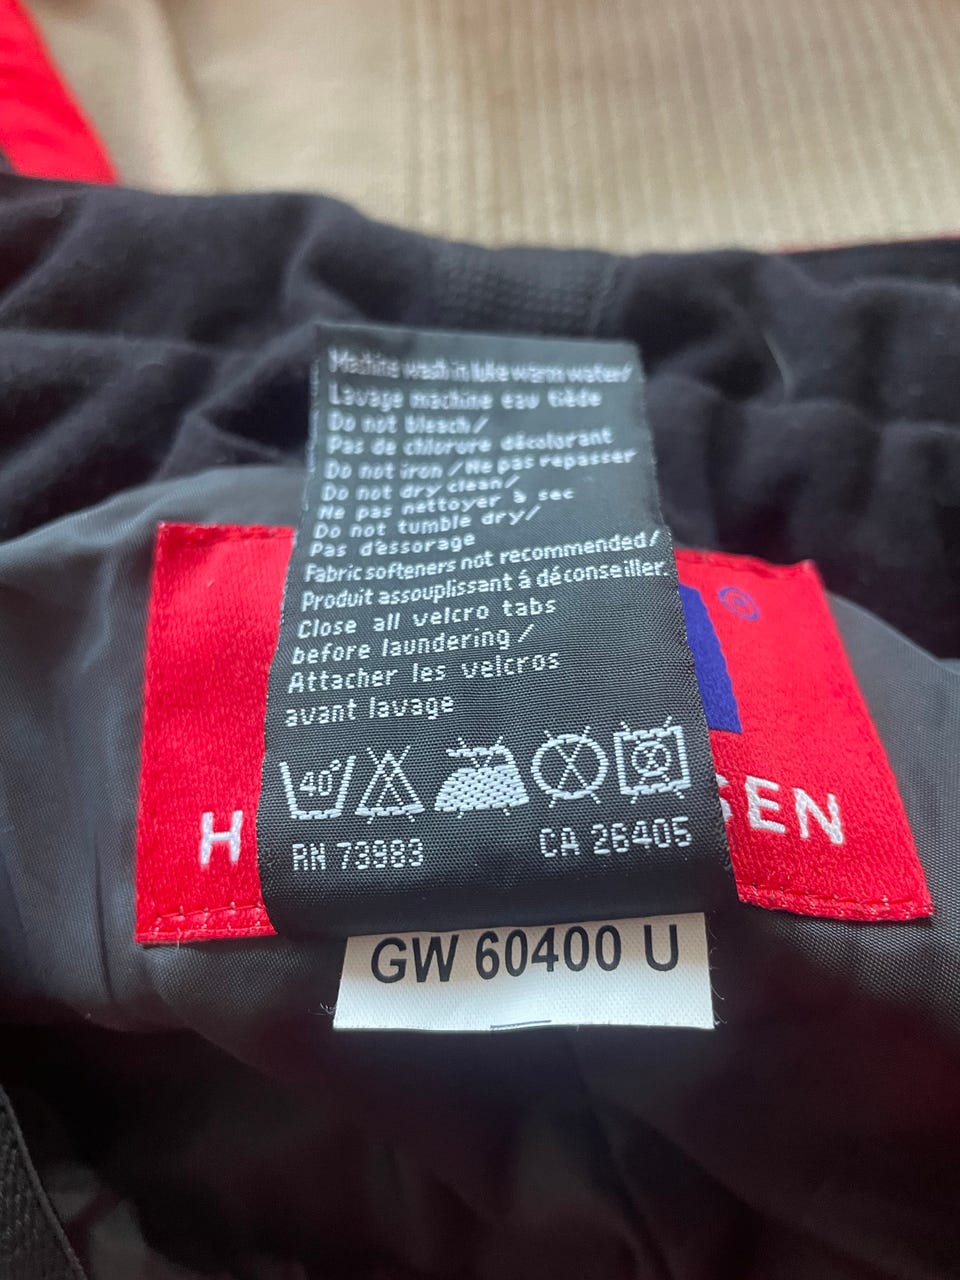 Machine wash in luke warm water/
Lavage machine eau tiède
Do not bleach/
Pas de chlorure décolorant
Do not iron /Ne pas repasser
Do not dry clean/
Ne pas nettoyer à sec
Do not tumble dry/
Pas d'essorage
Fabric softeners not recommended/
Produit assouplissant à déconseiller.
Close all velcro tabs
before laundering /
Attacher les velcros
avant lavage
40°
RN 73983 CA 26405
®
H SEN
GW 60400 U